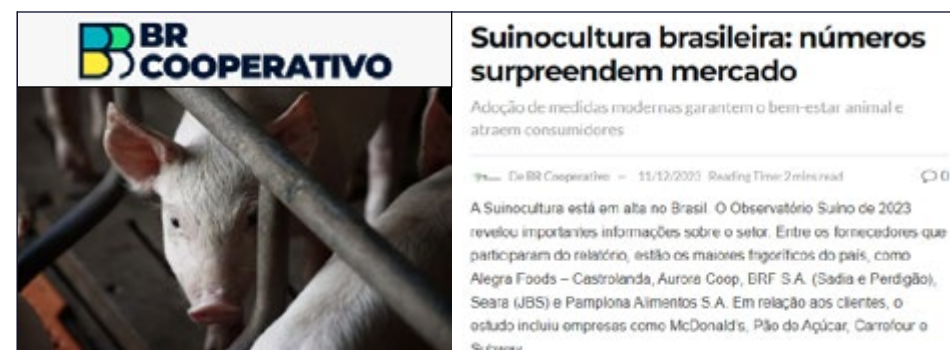 BR
COOPERATIVO
Suinocultura brasileira: números
surpreendem mercado
Adoção de medidas modernas garantem o bem-estar animal e
atraem consumidores
De BR Cooperativo — 11/12/2023 Reading Time: 2 mins read 0
A Suinocultura está em alta no Brasil. O Observatório Suíno de 2023
revelou importantes informações sobre o setor. Entre os fornecedores que
participaram do relatório, estão os maiores frigoríficos do país, como
Alegra Foods – Castrolanda, Aurora Coop, BRF S.A. (Sadia e Perdigão),
Seara (JBS) e Pamplona Alimentos S.A. Em relação aos clientes, o
estudo incluiu empresas como McDonald's, Pão do Açúcar, Carrefour e